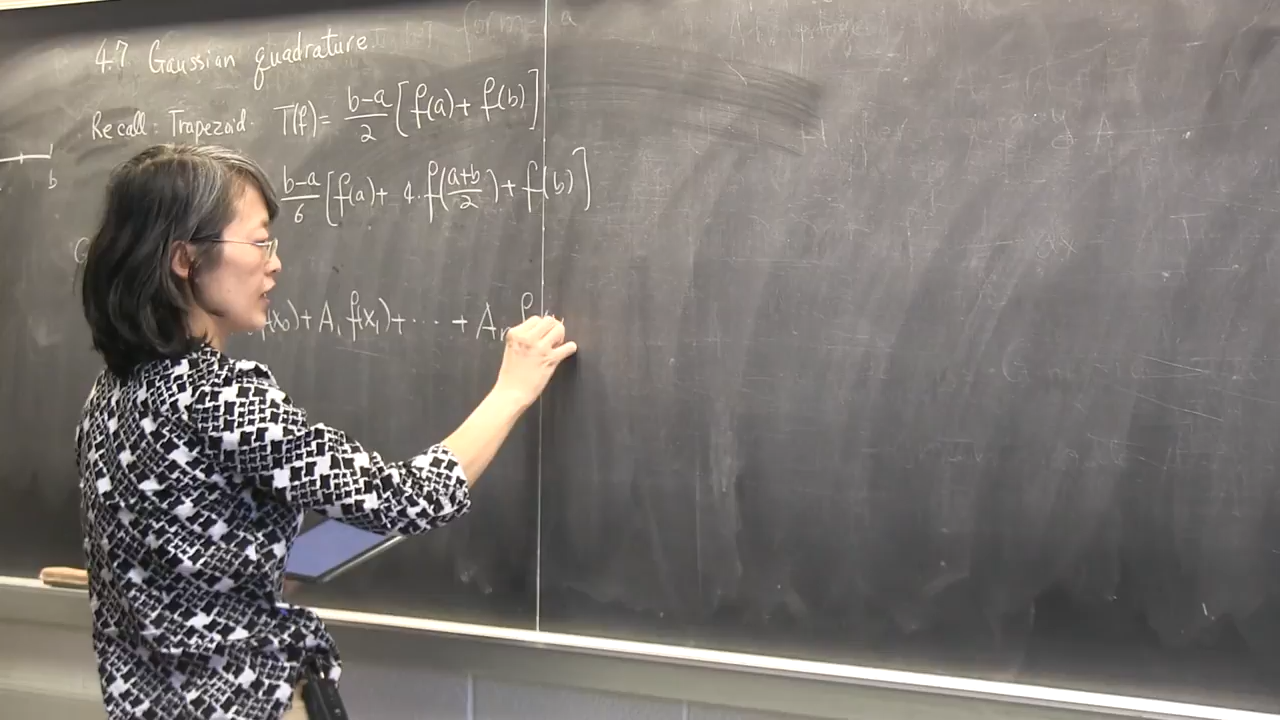 4.7 Gaussian quadrature
Recall: Trapezoid. T(f)= b-a/2 [f(a)+ f(b)]
b
b-a/6 [f(a)+ 4.f(a+b/2)+ f(b)]
f(x₀)+A₁ f(x₁)+ ⋯ + Aₙ f